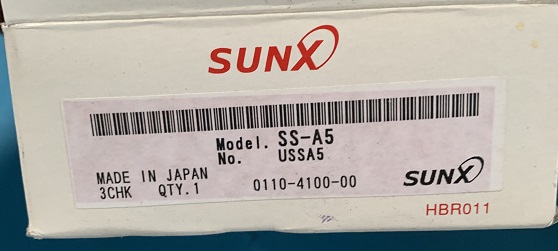 SUNX
Model. SS-A5
No. USSA5
MADE IN JAPAN
3CHK QTY.1 0110-4100-00
SUNX
HBR011